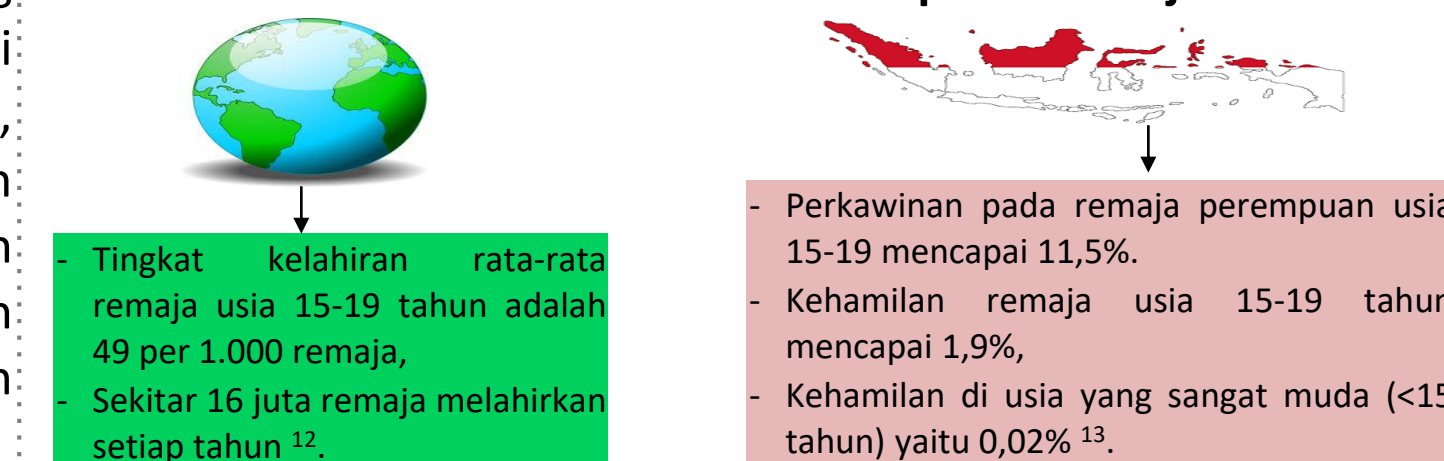 - Tingkat kelahiran rata-rata
remaja usia 15-19 tahun adalah
49 per 1.000 remaja,
- Sekitar 16 juta remaja melahirkan
setiap tahun ¹².
- Perkawinan pada remaja perempuan usia
15-19 mencapai 11,5%.
- Kehamilan remaja usia 15-19 tahun
mencapai 1,9%,
- Kehamilan di usia yang sangat muda (<15
tahun) yaitu 0,02% ¹³.